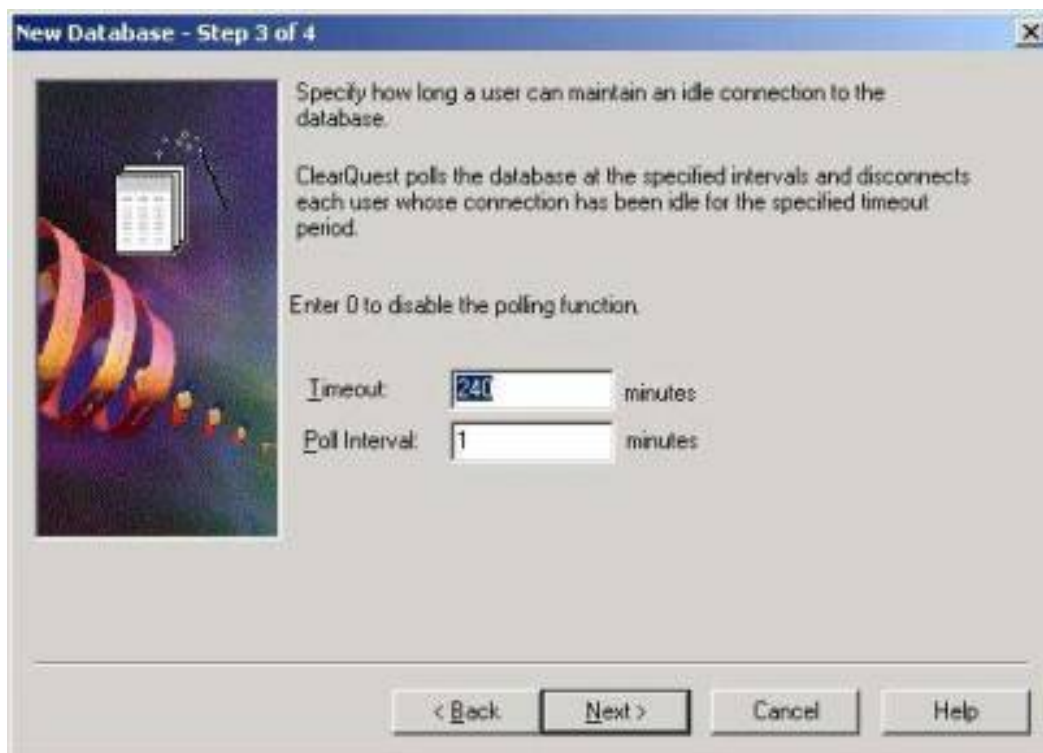 New Database - Step 3 of 4
Specify how long a user can maintain an idle connection to the
database.
ClearQuest polls the database at the specified intervals and disconnects
each user whose connection has been idle for the specified timeout
period.
Enter 0 to disable the polling function.
Timeout: 240 minutes
Poll Interval: 1 minutes
< Back Next > Cancel Help